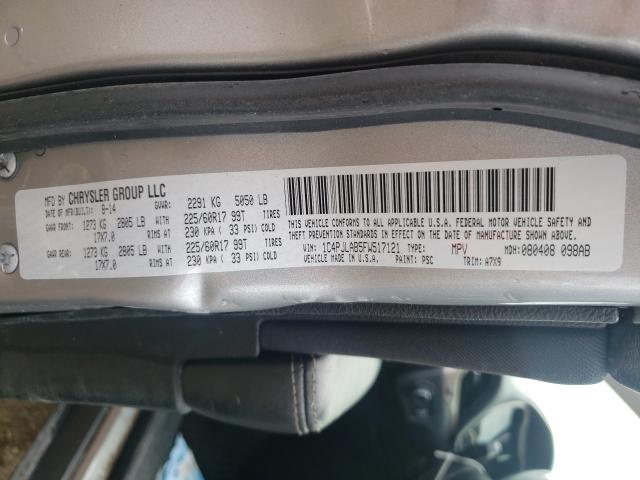 MFD BY CHRYSLER GROUP LLC
DATE OF MFR(BUILT): 8-14 GVWR: 2291 KG 5050 LB
GAWR FRONT: 1273 KG 2805 LB WITH 225/60R17 99T TIRES
17X7.0 RIMS AT 230 KPA ( 33 PSI) COLD
GAWR REAR: 1273 KG 2805 LB WITH 225/60R17 99T TIRES
17X7.0 RIMS AT 230 KPA ( 33 PSI) COLD
THIS VEHICLE CONFORMS TO ALL APPLICABLE U.S.A. FEDERAL MOTOR VEHICLE SAFETY, BUMPER, AND
THEFT PREVENTION STANDARDS IN EFFECT ON THE DATE OF MANUFACTURE SHOWN ABOVE.
VIN: 1C4PJLAB5FW517121 TYPE: MPV MDH: 080408 098AB
VEHICLE MADE IN U.S.A. PAINT: PSC TRIM: A7X9